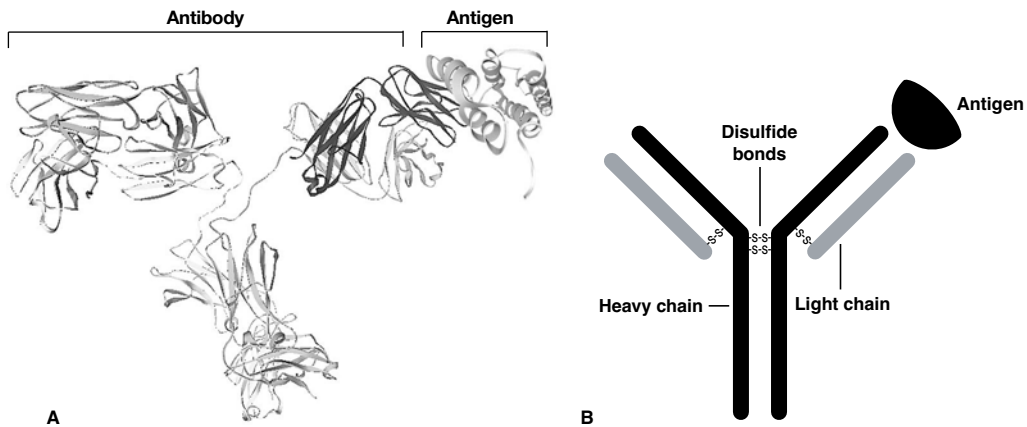 Antibody
Antigen
A
Antigen
Disulfide
bonds
-S-S-
-S-S-
S-S
S-S
Heavy chain
Light chain
B